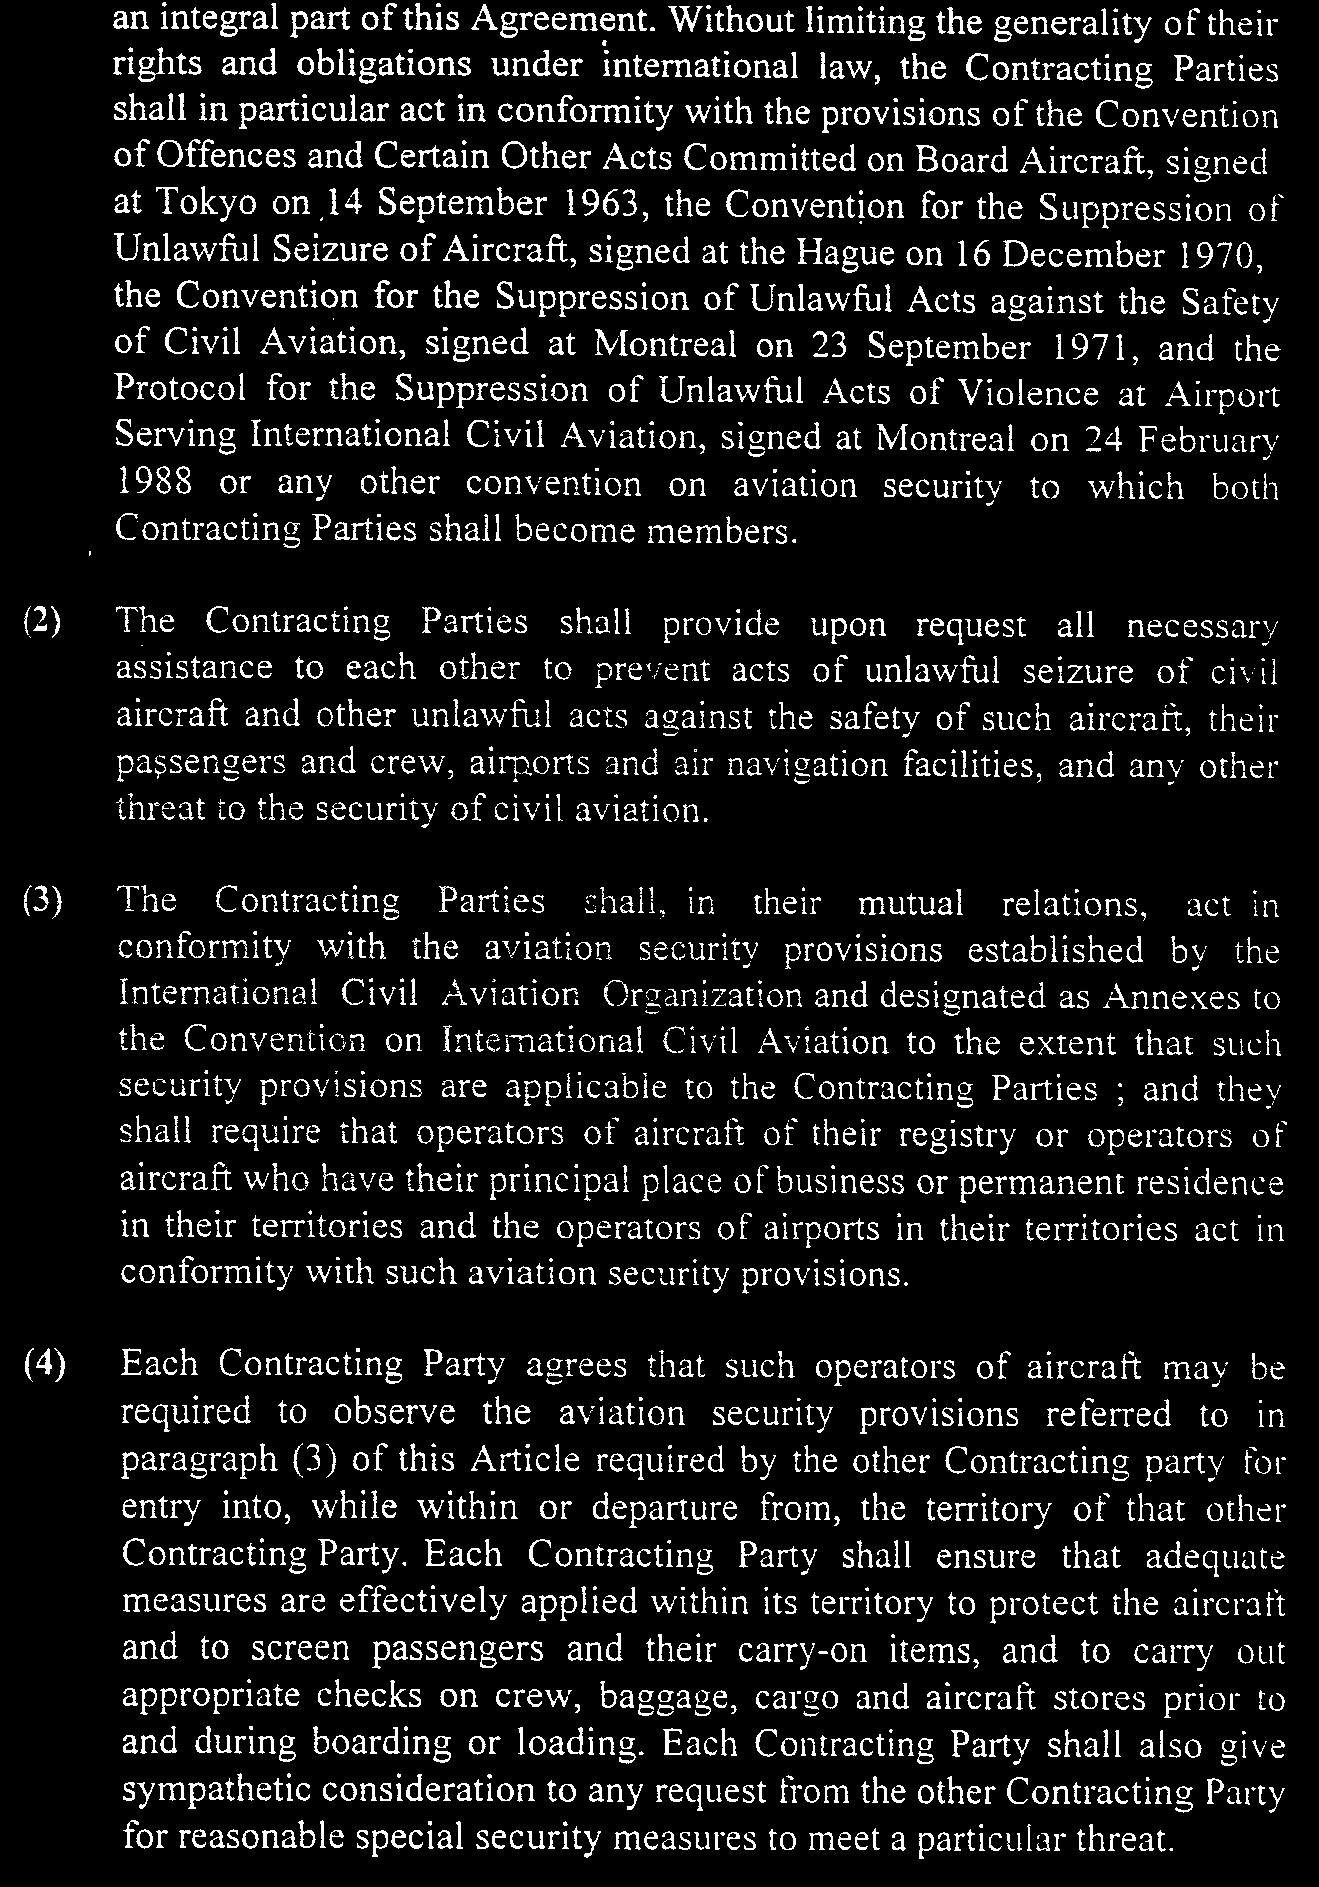 an integral part of this Agreement. Without limiting the generality of their
rights and obligations under international law, the Contracting Parties
shall in particular act in conformity with the provisions of the Convention
of Offences and Certain Other Acts Committed on Board Aircraft, signed
at Tokyo on 14 September 1963, the Convention for the Suppression of
Unlawful Seizure of Aircraft, signed at the Hague on 16 December 1970,
the Convention for the Suppression of Unlawful Acts against the Safety
of Civil Aviation, signed at Montreal on 23 September 1971, and the
Protocol for the Suppression of Unlawful Acts of Violence at Airport
Serving International Civil Aviation, signed at Montreal on 24 February
1988 or any other convention on aviation security to which both
Contracting Parties shall become members.
(2) The Contracting Parties shall provide upon request all necessary
assistance to each other to prevent acts of unlawful seizure of civil
aircraft and other unlawful acts against the safety of such aircraft, their
passengers and crew, airports and air navigation facilities, and any other
threat to the security of civil aviation.
(3) The Contracting Parties shall, in their mutual relations, act in
conformity with the aviation security provisions established by the
International Civil Aviation Organization and designated as Annexes to
the Convention on International Civil Aviation to the extent that such
security provisions are applicable to the Contracting Parties ; and they
shall require that operators of aircraft of their registry or operators of
aircraft who have their principal place of business or permanent residence
in their territories and the operators of airports in their territories act in
conformity with such aviation security provisions.
(4) Each Contracting Party agrees that such operators of aircraft may be
required to observe the aviation security provisions referred to in
paragraph (3) of this Article required by the other Contracting party for
entry into, while within or departure from, the territory of that other
Contracting Party. Each Contracting Party shall ensure that adequate
measures are effectively applied within its territory to protect the aircraft
and to screen passengers and their carry-on items, and to carry out
appropriate checks on crew, baggage, cargo and aircraft stores prior to
and during boarding or loading. Each Contracting Party shall also give
sympathetic consideration to any request from the other Contracting Party
for reasonable special security measures to meet a particular threat.